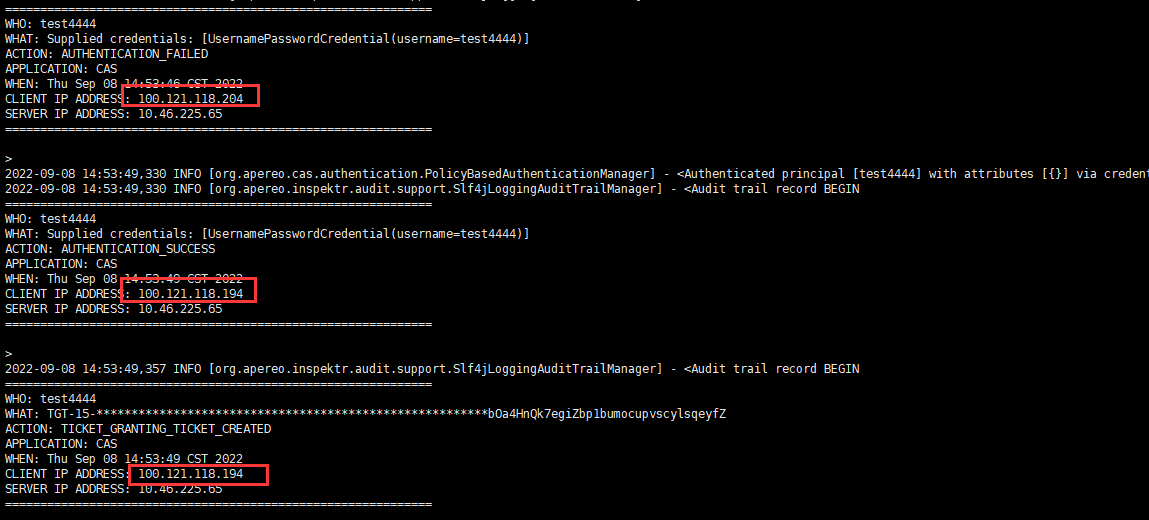 ============================================================
WHO: test4444
WHAT: Supplied credentials: [UsernamePasswordCredential(username=test4444)]
ACTION: AUTHENTICATION_FAILED
APPLICATION: CAS
WHEN: Thu Sep 08 14:53:46 CST 2022
CLIENT IP ADDRESS: 100.121.118.204
SERVER IP ADDRESS: 10.46.225.65
============================================================
>
2022-09-08 14:53:49,330 INFO [org.apereo.cas.authentication.PolicyBasedAuthenticationManager] - <Authenticated principal [test4444] with attributes [{}] via creden
2022-09-08 14:53:49,330 INFO [org.apereo.inspektr.audit.support.Slf4jLoggingAuditTrailManager] - <Audit trail record BEGIN
============================================================
WHO: test4444
WHAT: Supplied credentials: [UsernamePasswordCredential(username=test4444)]
ACTION: AUTHENTICATION_SUCCESS
APPLICATION: CAS
WHEN: Thu Sep 08 14:53:49 CST 2022
CLIENT IP ADDRESS: 100.121.118.194
SERVER IP ADDRESS: 10.46.225.65
============================================================
>
2022-09-08 14:53:49,357 INFO [org.apereo.inspektr.audit.support.Slf4jLoggingAuditTrailManager] - <Audit trail record BEGIN
============================================================
WHO: test4444
WHAT: TGT-15-********************************************************bOa4HnQk7egiZbp1bumocupvscylsqeyfZ
ACTION: TICKET_GRANTING_TICKET_CREATED
APPLICATION: CAS
WHEN: Thu Sep 08 14:53:49 CST 2022
CLIENT IP ADDRESS: 100.121.118.194
SERVER IP ADDRESS: 10.46.225.65
============================================================